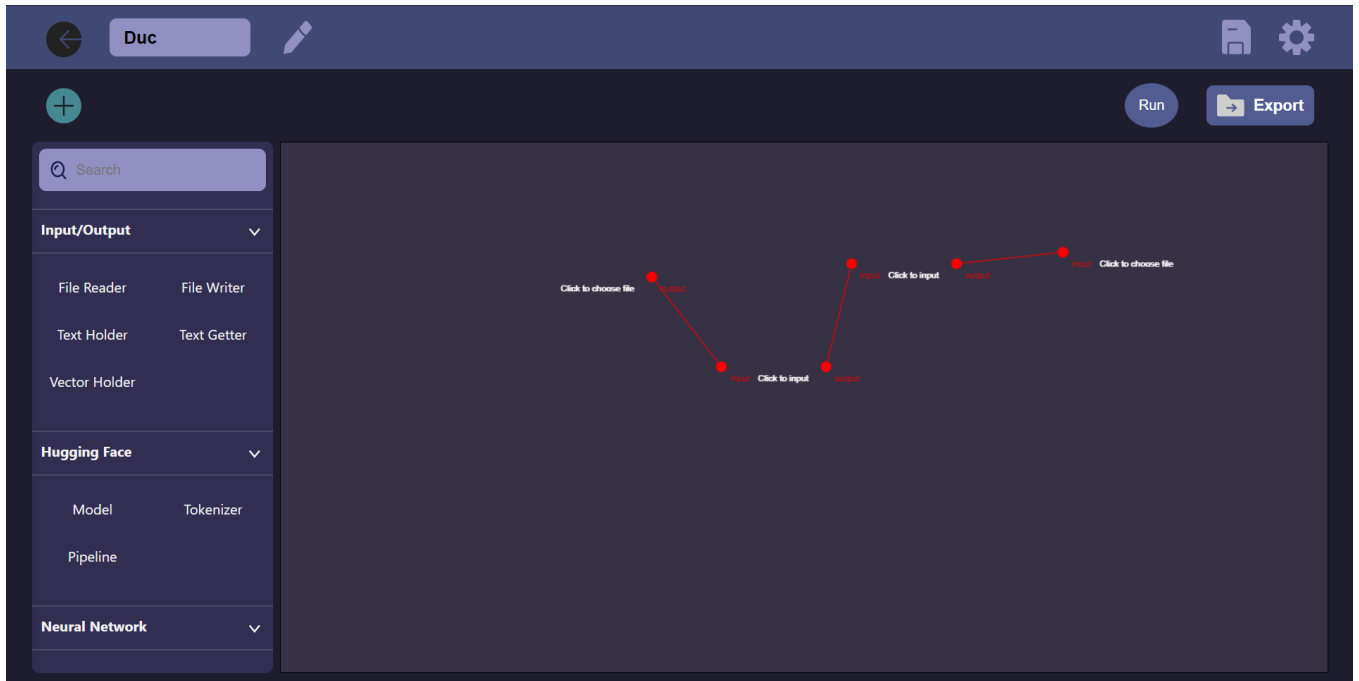 Duc
Run
Export
Search
Input/Output
File Reader
File Writer
Text Holder
Text Getter
Vector Holder
Hugging Face
Model
Tokenizer
Pipeline
Neural Network
Click to choose file
output
input
Click to input
output
input
Click to input
output
input
Click to choose file